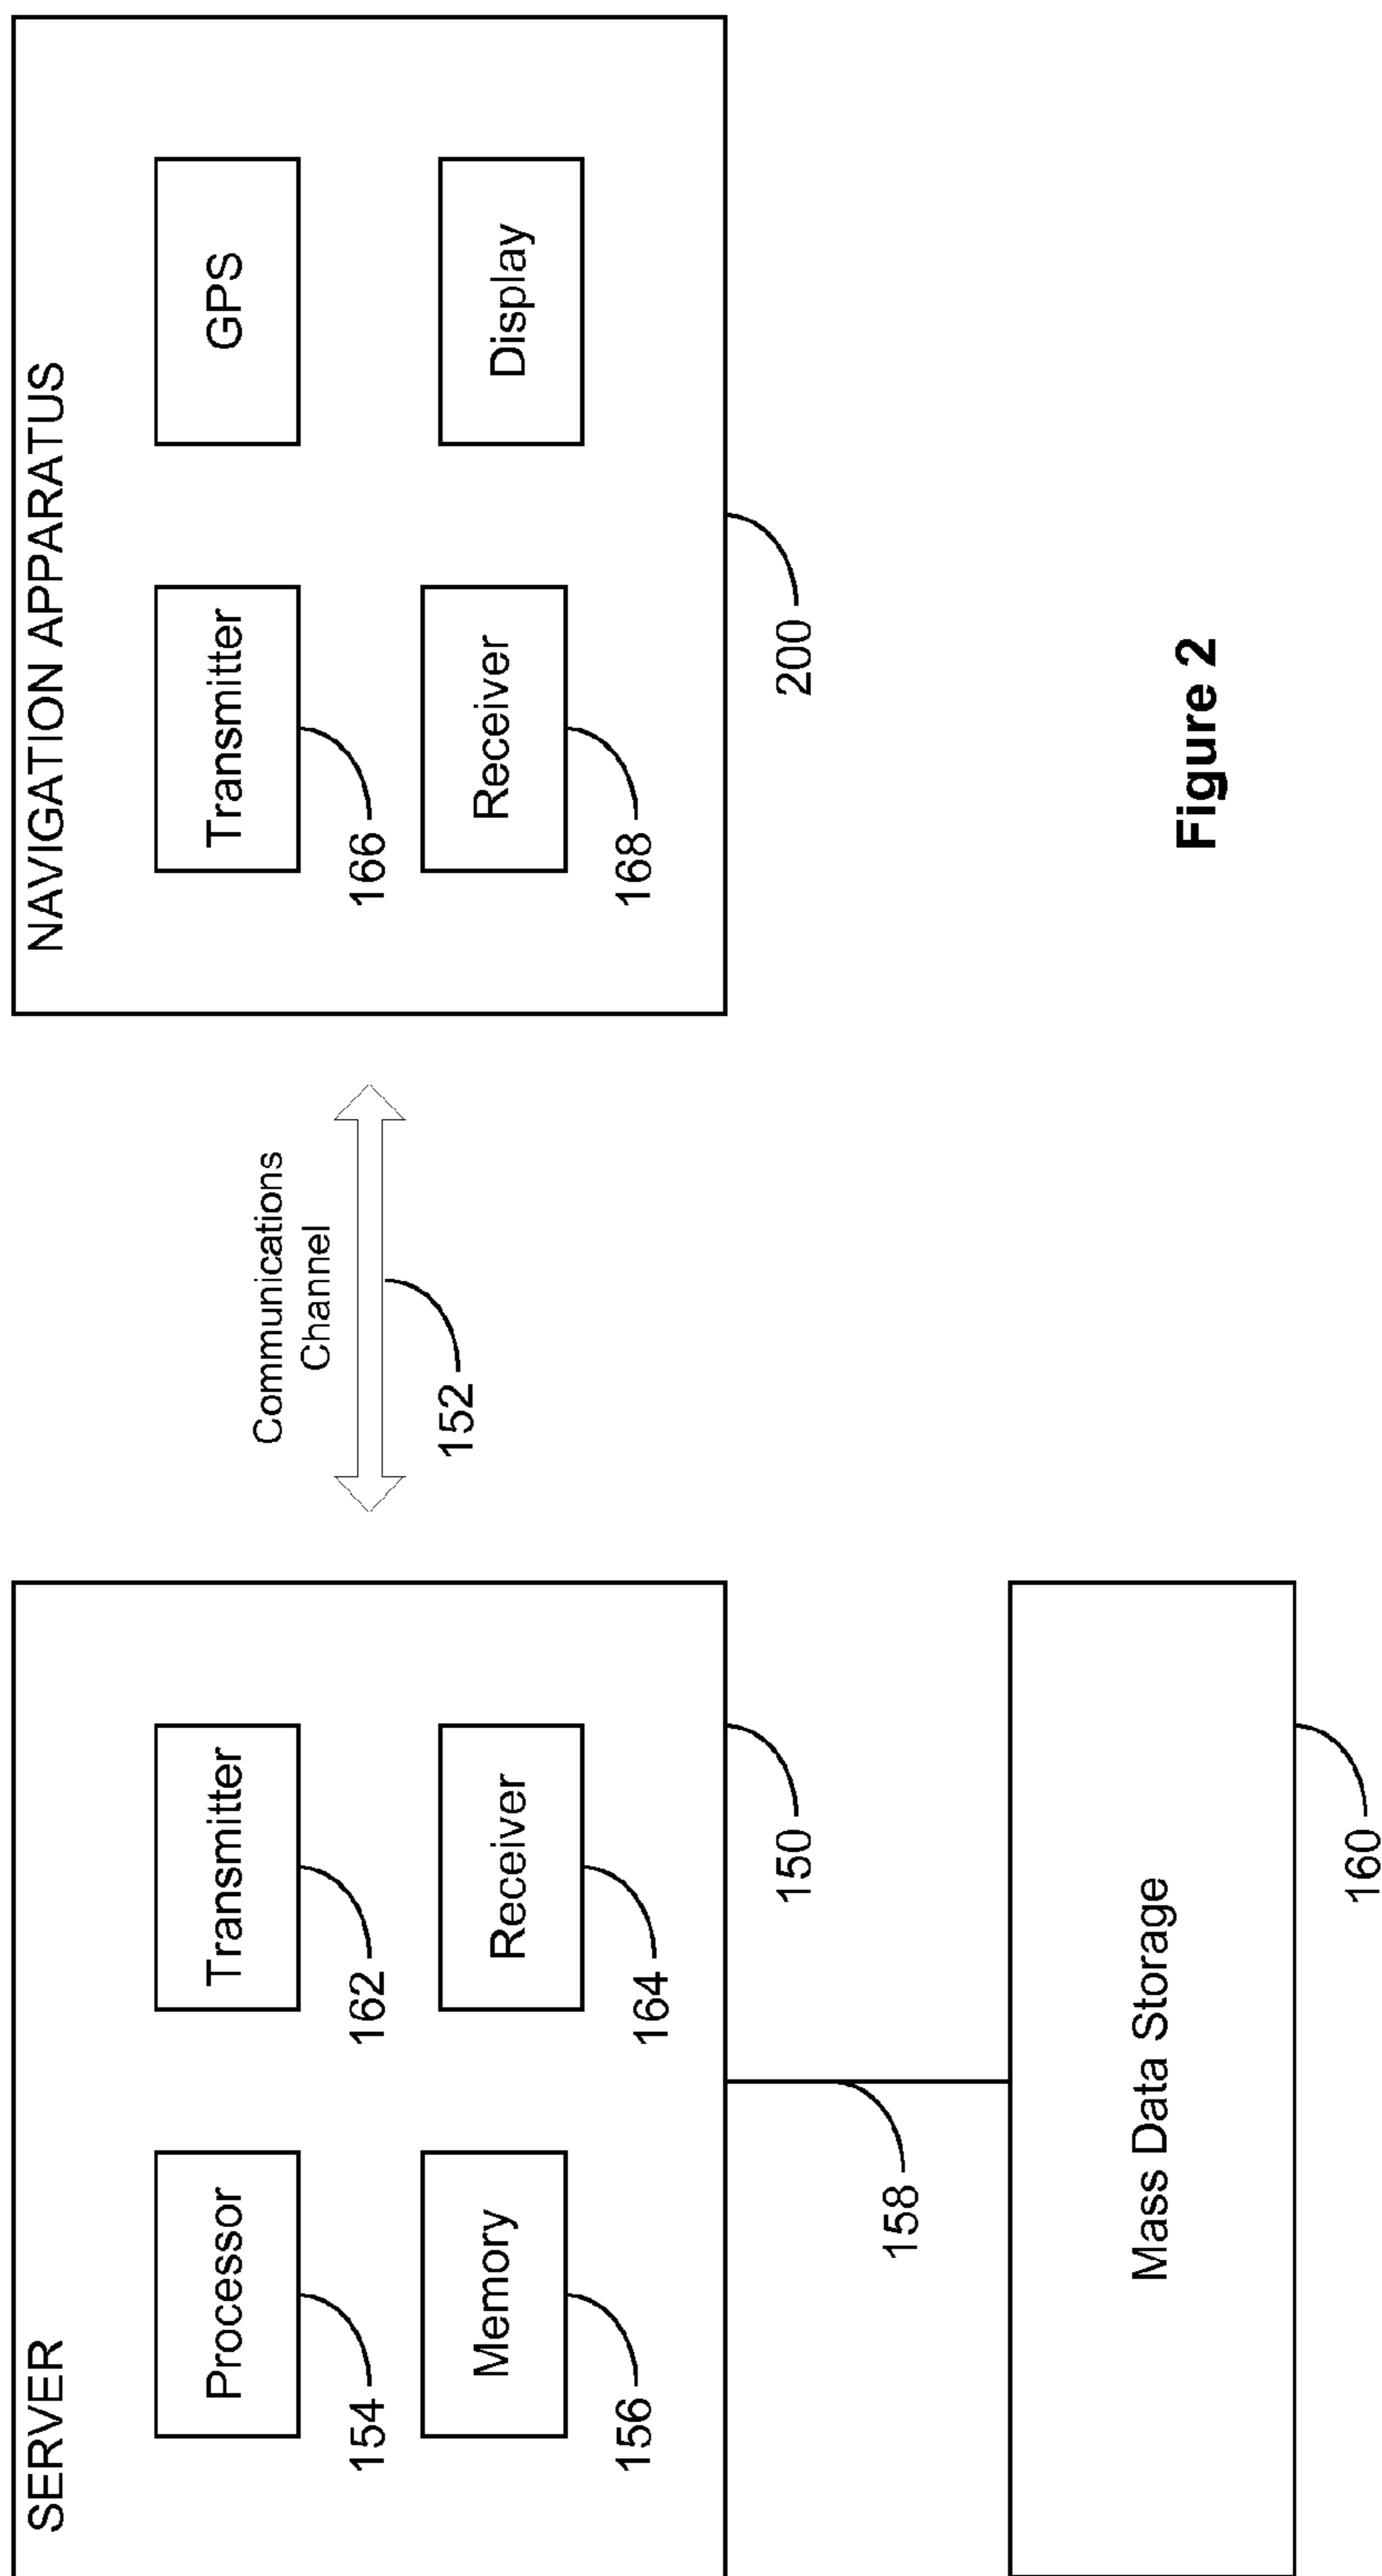 SERVER
Processor
154
Memory
156
Transmitter
162
Receiver
164
150
158
Mass Data Storage
160
Communications
Channel
152
NAVIGATION APPARATUS
Transmitter
166
Receiver
168
GPS
Display
200
Figure 2